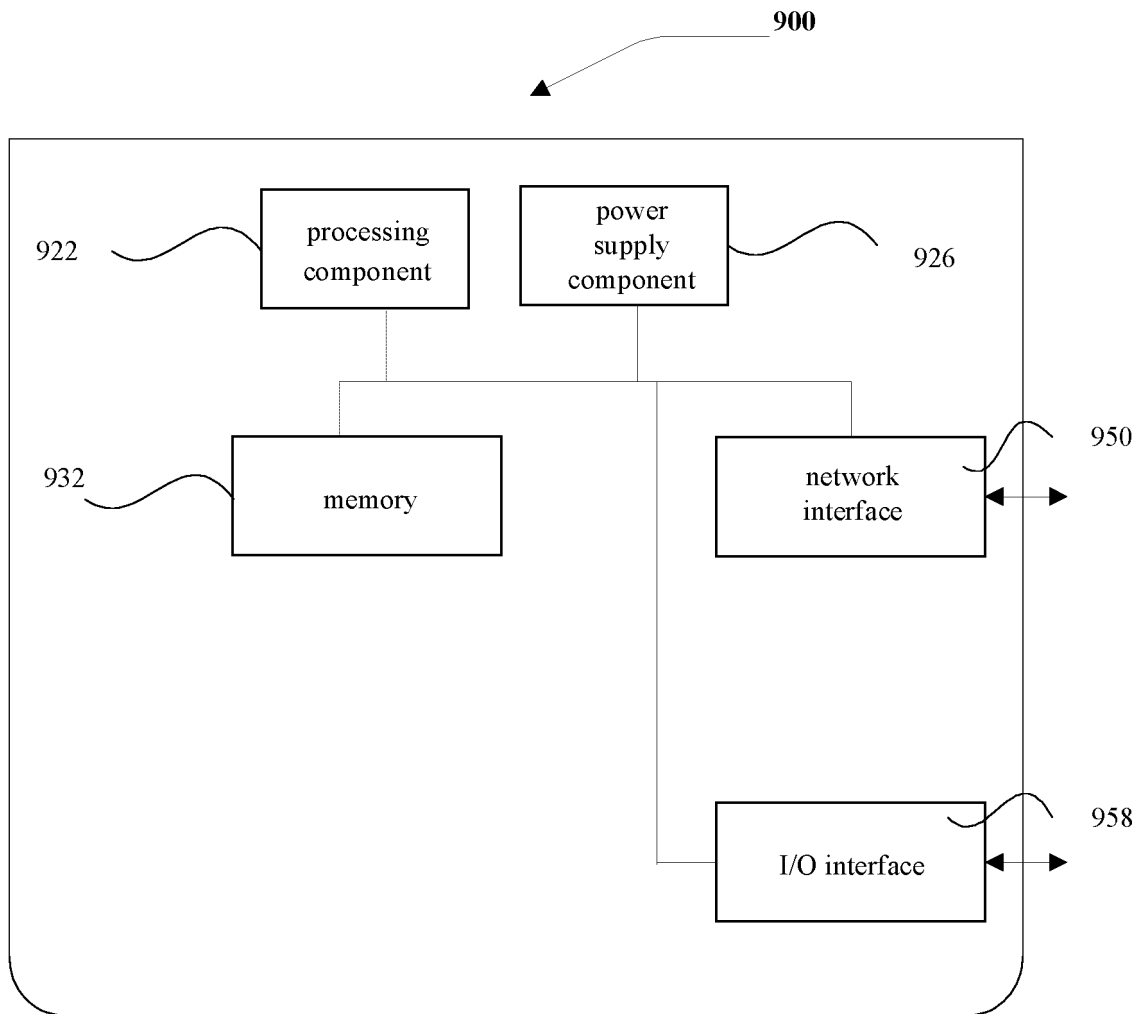 900
922
processing
component
power
supply
component
926
932
memory
network
interface
950
I/O interface
958